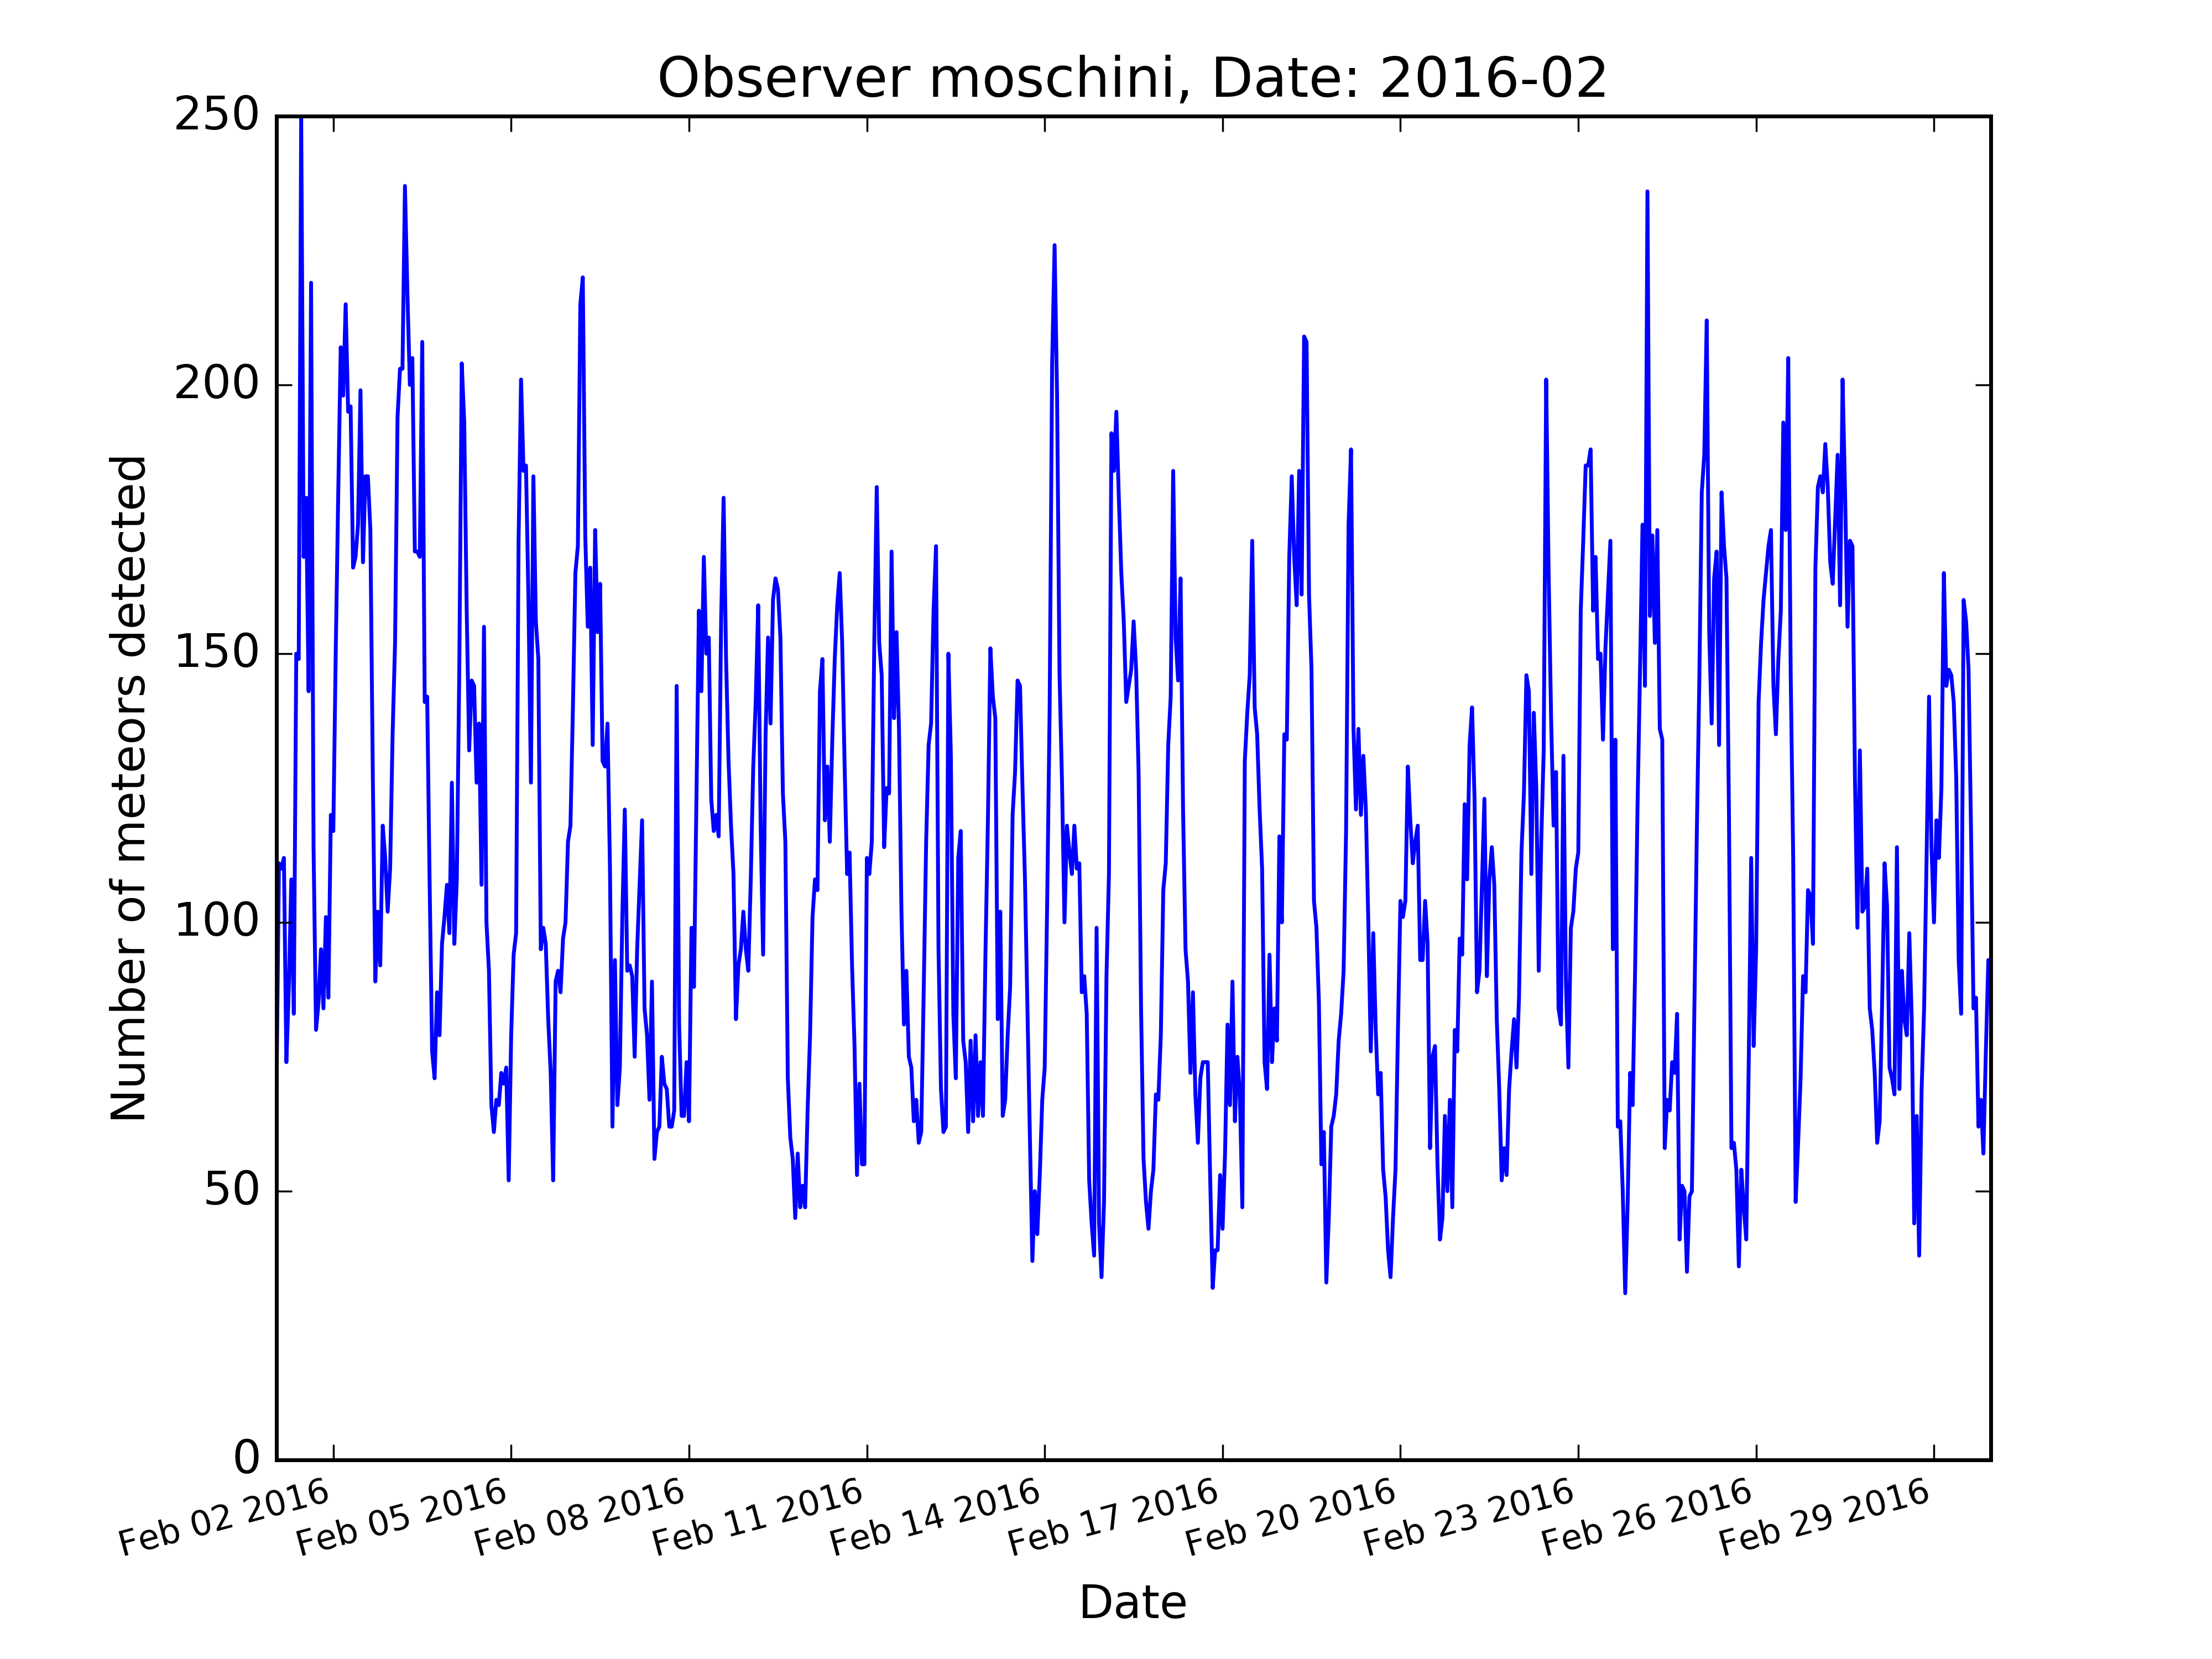 Observer moschini, Date: 2016-02
250
200
150
100
50
0
Number of meteors detected
Feb 02 2016
Feb 05 2016
Feb 08 2016
Feb 11 2016
Feb 14 2016
Feb 17 2016
Feb 20 2016
Feb 23 2016
Feb 26 2016
Feb 29 2016
Date